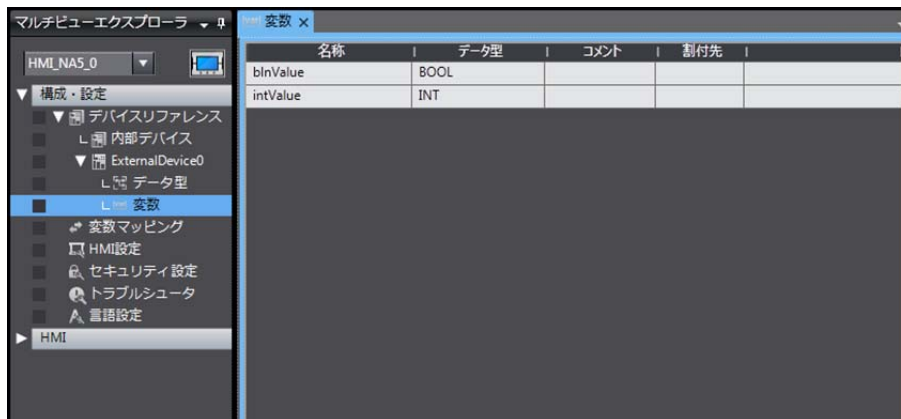 マルチビューエクスプローラ
変数
HMI_NA5_0
構成・設定
デバイスリファレンス
内部デバイス
ExternalDevice0
データ型
変数
変数マッピング
HMI設定
セキュリティ設定
トラブルシュータ
言語設定
HMI
名称 データ型 コメント 割付先
blnValue BOOL
intValue INT